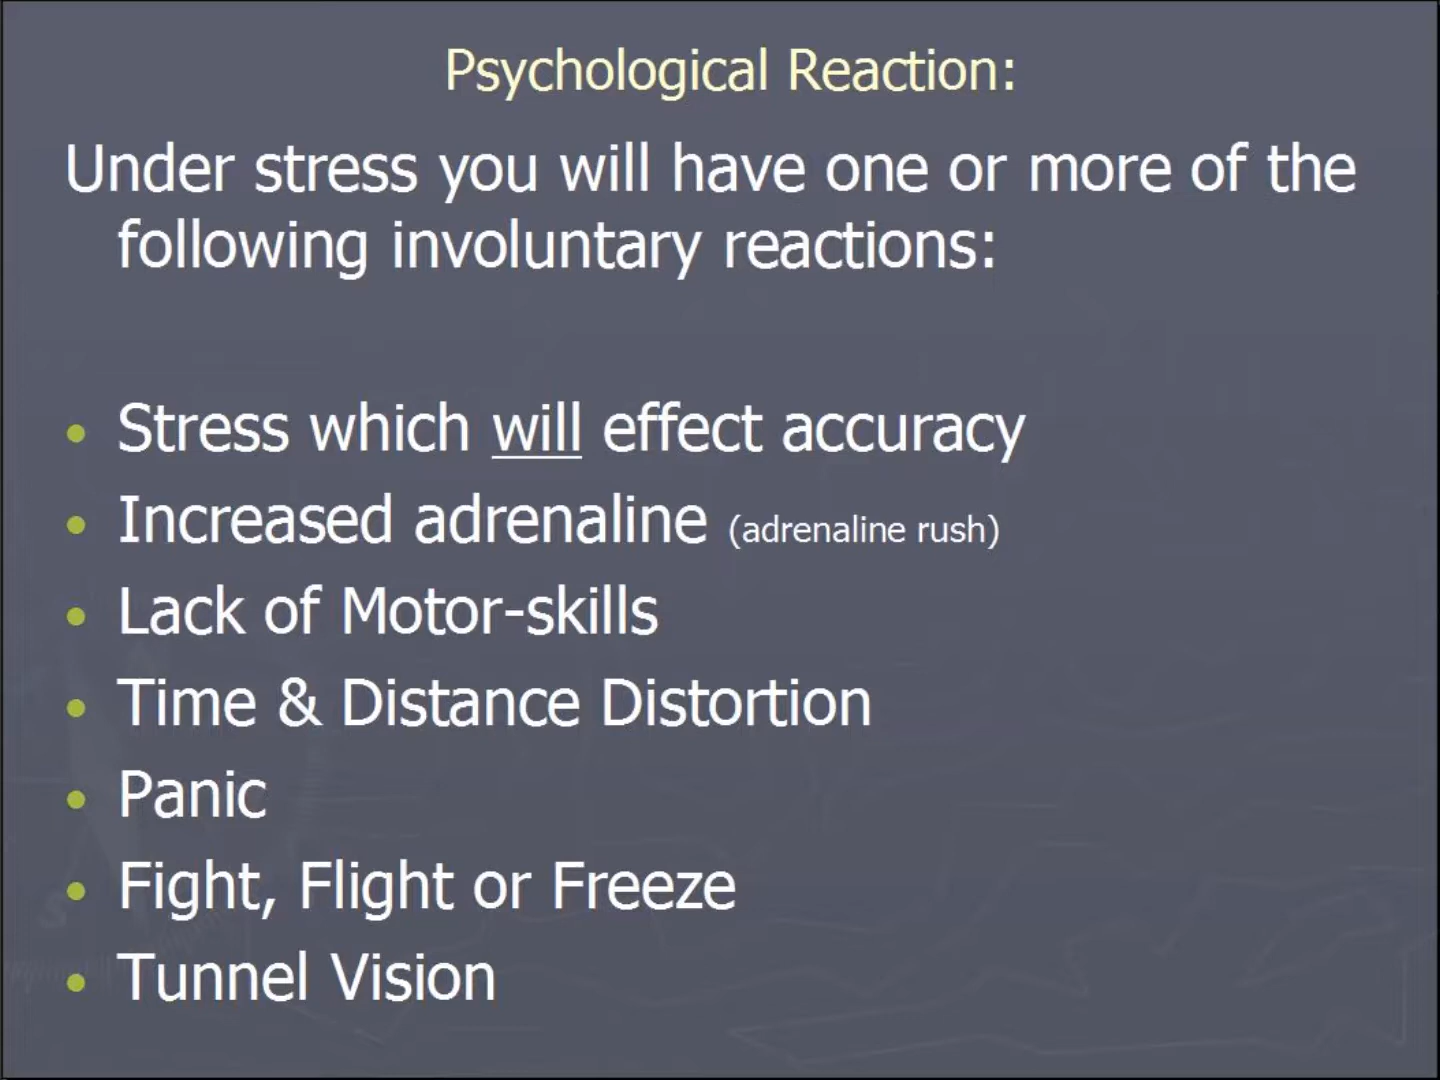 Psychological Reaction:
Under stress you will have one or more of the
following involuntary reactions:
• Stress which will effect accuracy
• Increased adrenaline (adrenaline rush)
• Lack of Motor-skills
• Time & Distance Distortion
• Panic
• Fight, Flight or Freeze
• Tunnel Vision